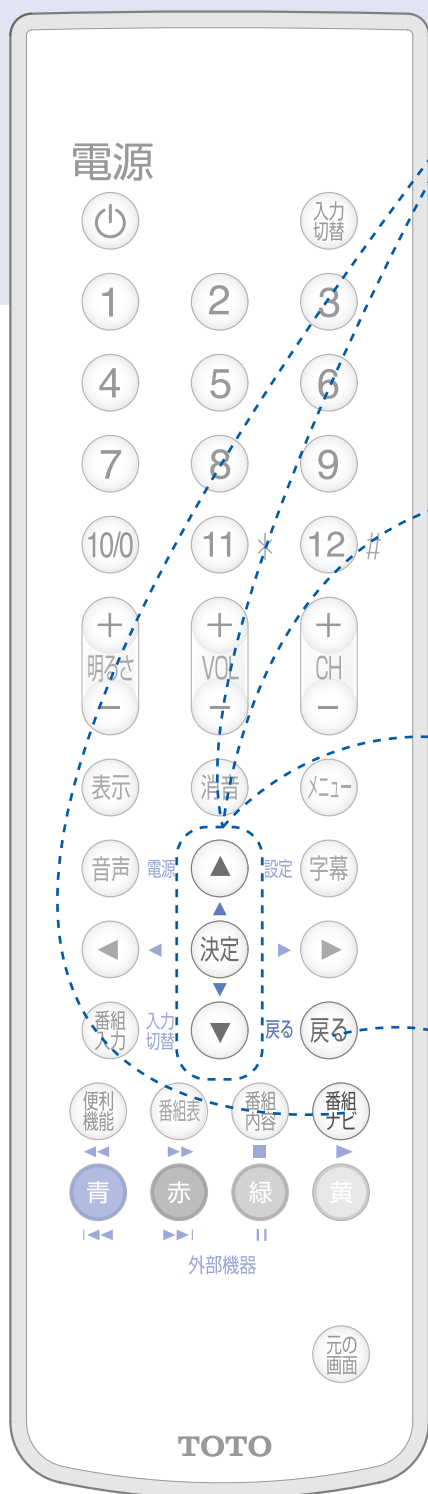 電源
入力
切替
1 2 3
4 5 6
7 8 9
10/0 11 * 12 #
+ + +
明るさ VOL CH
− − −
表示 消音 メニュー
音声 電源 ▲ 設定 字幕
▲
◀ ◀ 決定 ▶ ▶
▼
番組
入力
入力
切替
▼ 戻る 戻る
便利
機能
番組表
番組
内容
番組
ナビ
◀◀ ▶▶ ■ ▶
青 赤 緑 黄
I◀◀ ▶▶I II
外部機器
元の
画面
TOTO